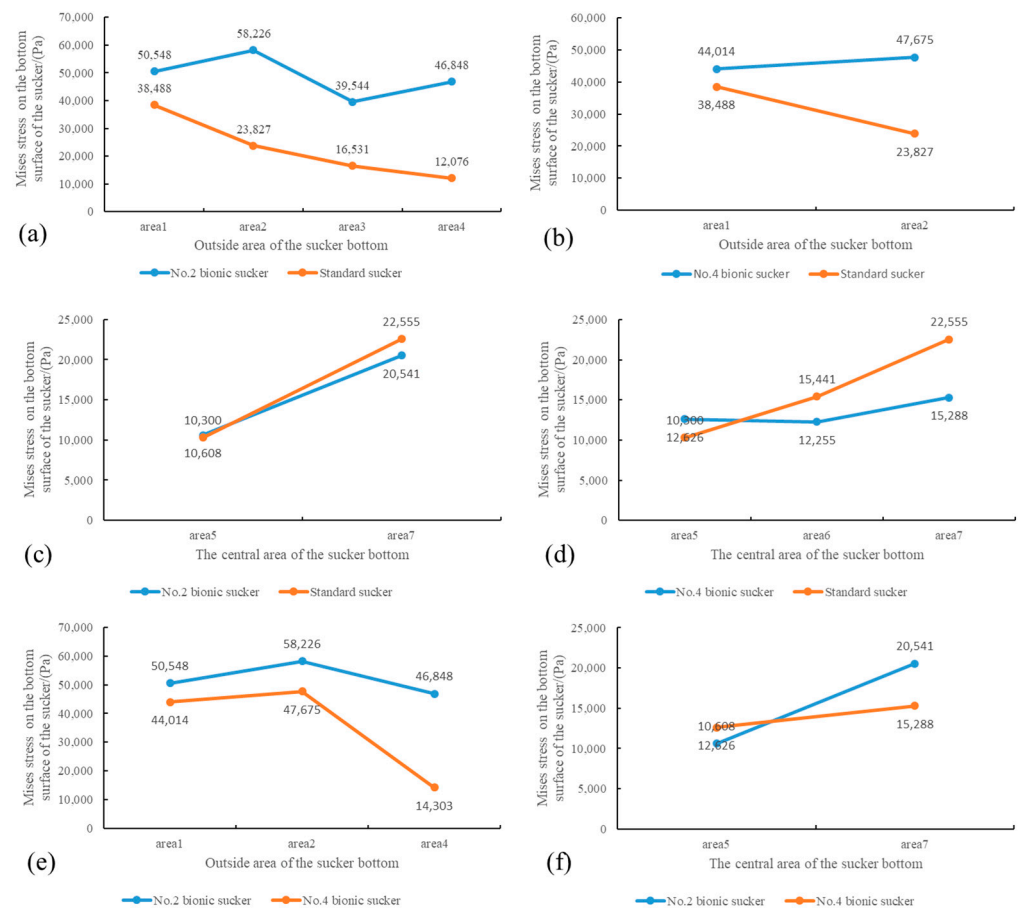 Mises stress on the bottom
surface of the sucker/(Pa)
70,000
60,000
50,000
40,000
30,000
20,000
10,000
0
50,548
58,226
39,544
46,848
38,488
23,827
16,531
12,076
area1 area2 area3 area4
Outside area of the sucker bottom
(a)
No.2 bionic sucker Standard sucker
Mises stress on the bottom
surface of the sucker/(Pa)
60,000
50,000
40,000
30,000
20,000
10,000
0
44,014
47,675
38,488
23,827
area1 area2
Outside area of the sucker bottom
(b)
No.4 bionic sucker Standard sucker
Mises stress on the bottom
surface of the sucker/(Pa)
25,000
20,000
15,000
10,000
5,000
0
22,555
20,541
10,300
10,608
area5 area7
The central area of the sucker bottom
(c)
No.2 bionic sucker Standard sucker
Mises stress on the bottom
surface of the sucker/(Pa)
25,000
20,000
15,000
10,000
5,000
0
22,555
15,441
10,300
12,626
12,255
15,288
area5 area6 area7
The central area of the sucker bottom
(d)
No.4 bionic sucker Standard sucker
Mises stress on the bottom
surface of the sucker/(Pa)
70,000
60,000
50,000
40,000
30,000
20,000
10,000
0
50,548
58,226
46,848
44,014
47,675
14,303
area1 area2 area4
Outside area of the sucker bottom
(e)
No.2 bionic sucker No.4 bionic sucker
Mises stress on the bottom
surface of the sucker/(Pa)
25,000
20,000
15,000
10,000
5,000
0
20,541
10,608
12,626
15,288
area5 area7
The central area of the sucker bottom
(f)
No.2 bionic sucker No.4 bionic sucker